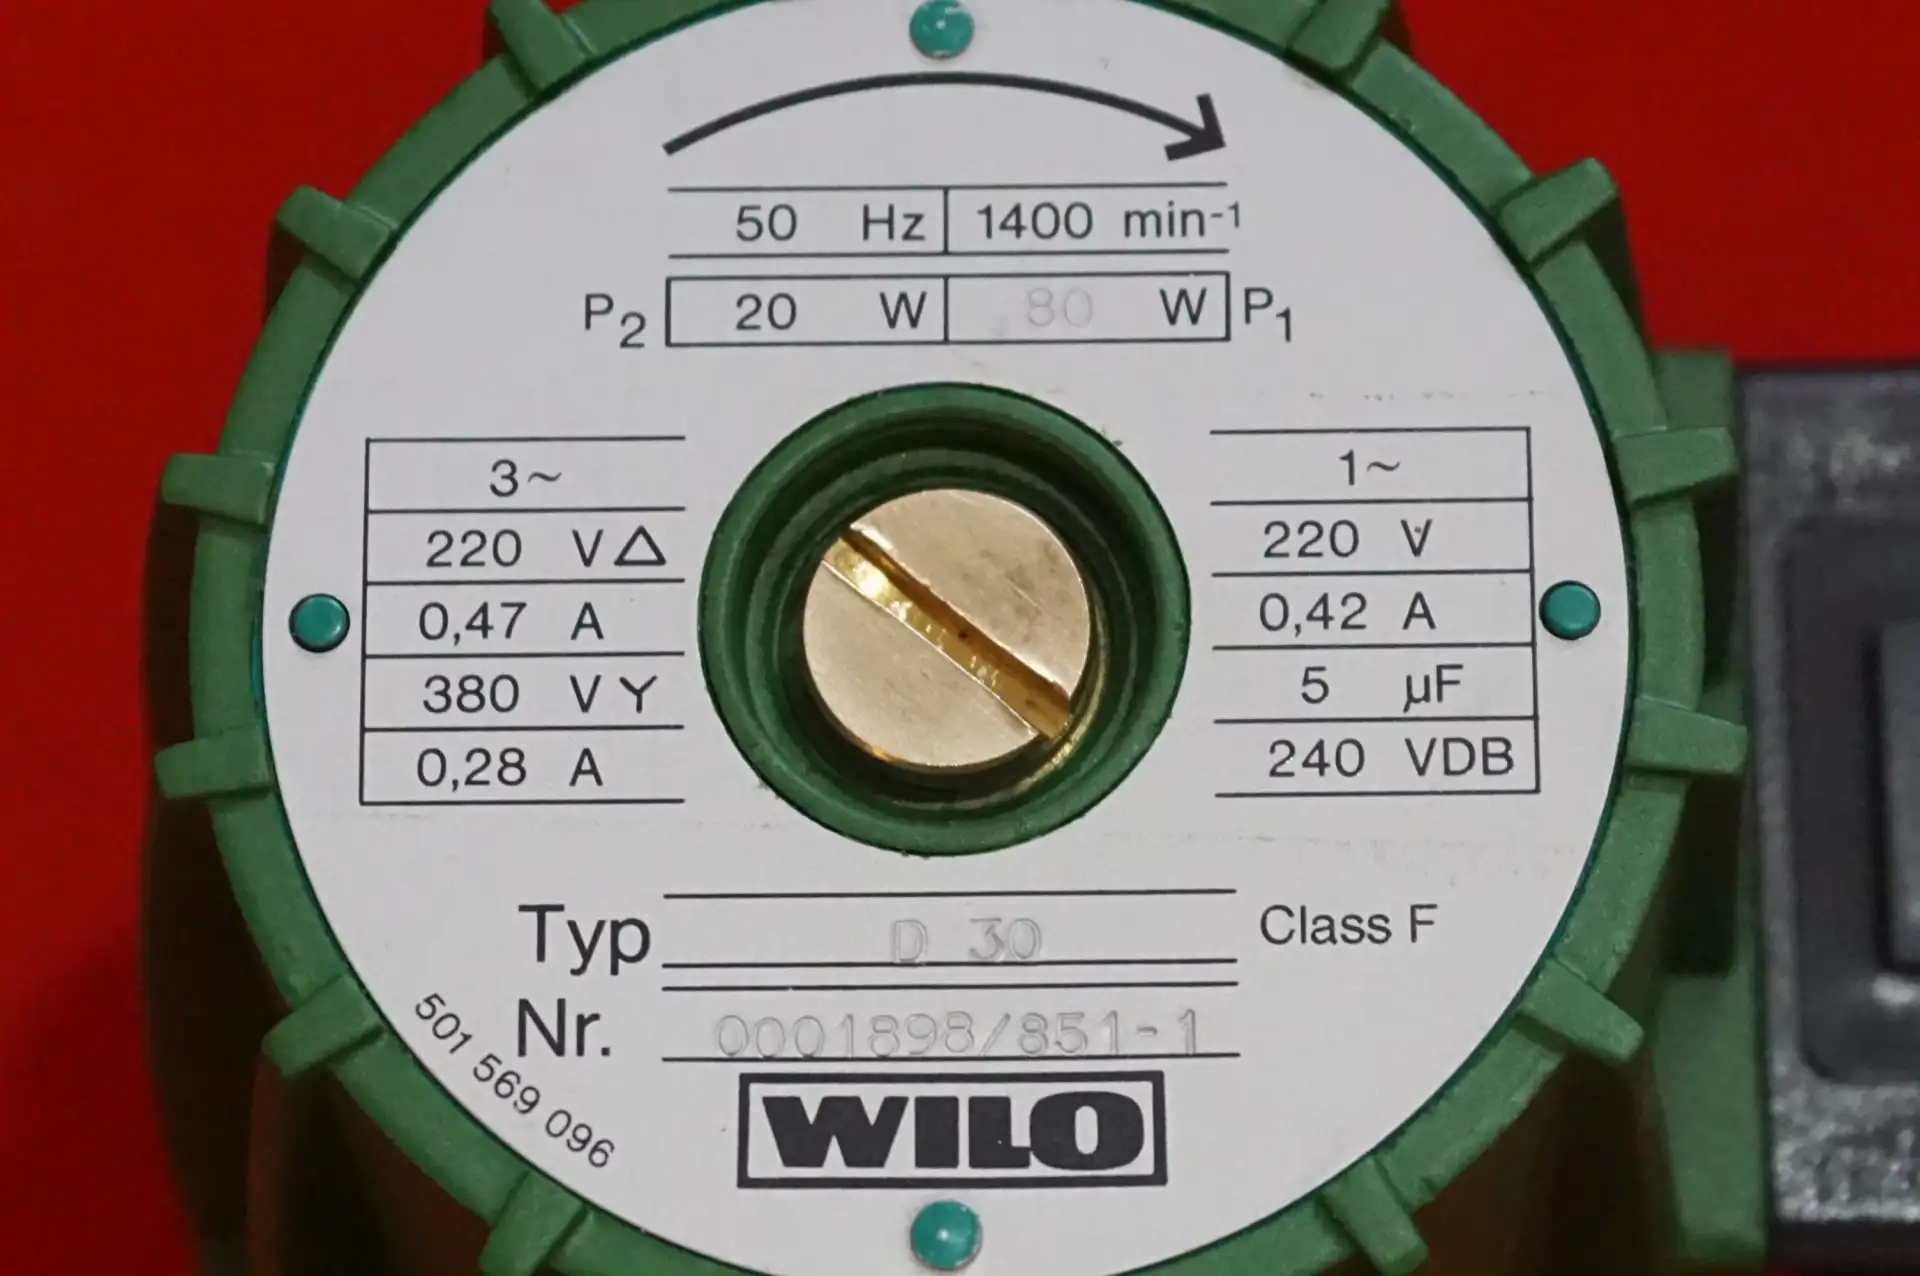 50 Hz 1400 min-1
P2 20 W 80 W P1
3~
220 V △
0,47 A
380 V Y
0,28 A
1~
220 V
0,42 A
5 µF
240 VDB
Typ D 30 Class F
Nr. 0001898/851-1
501 569 096
WILO